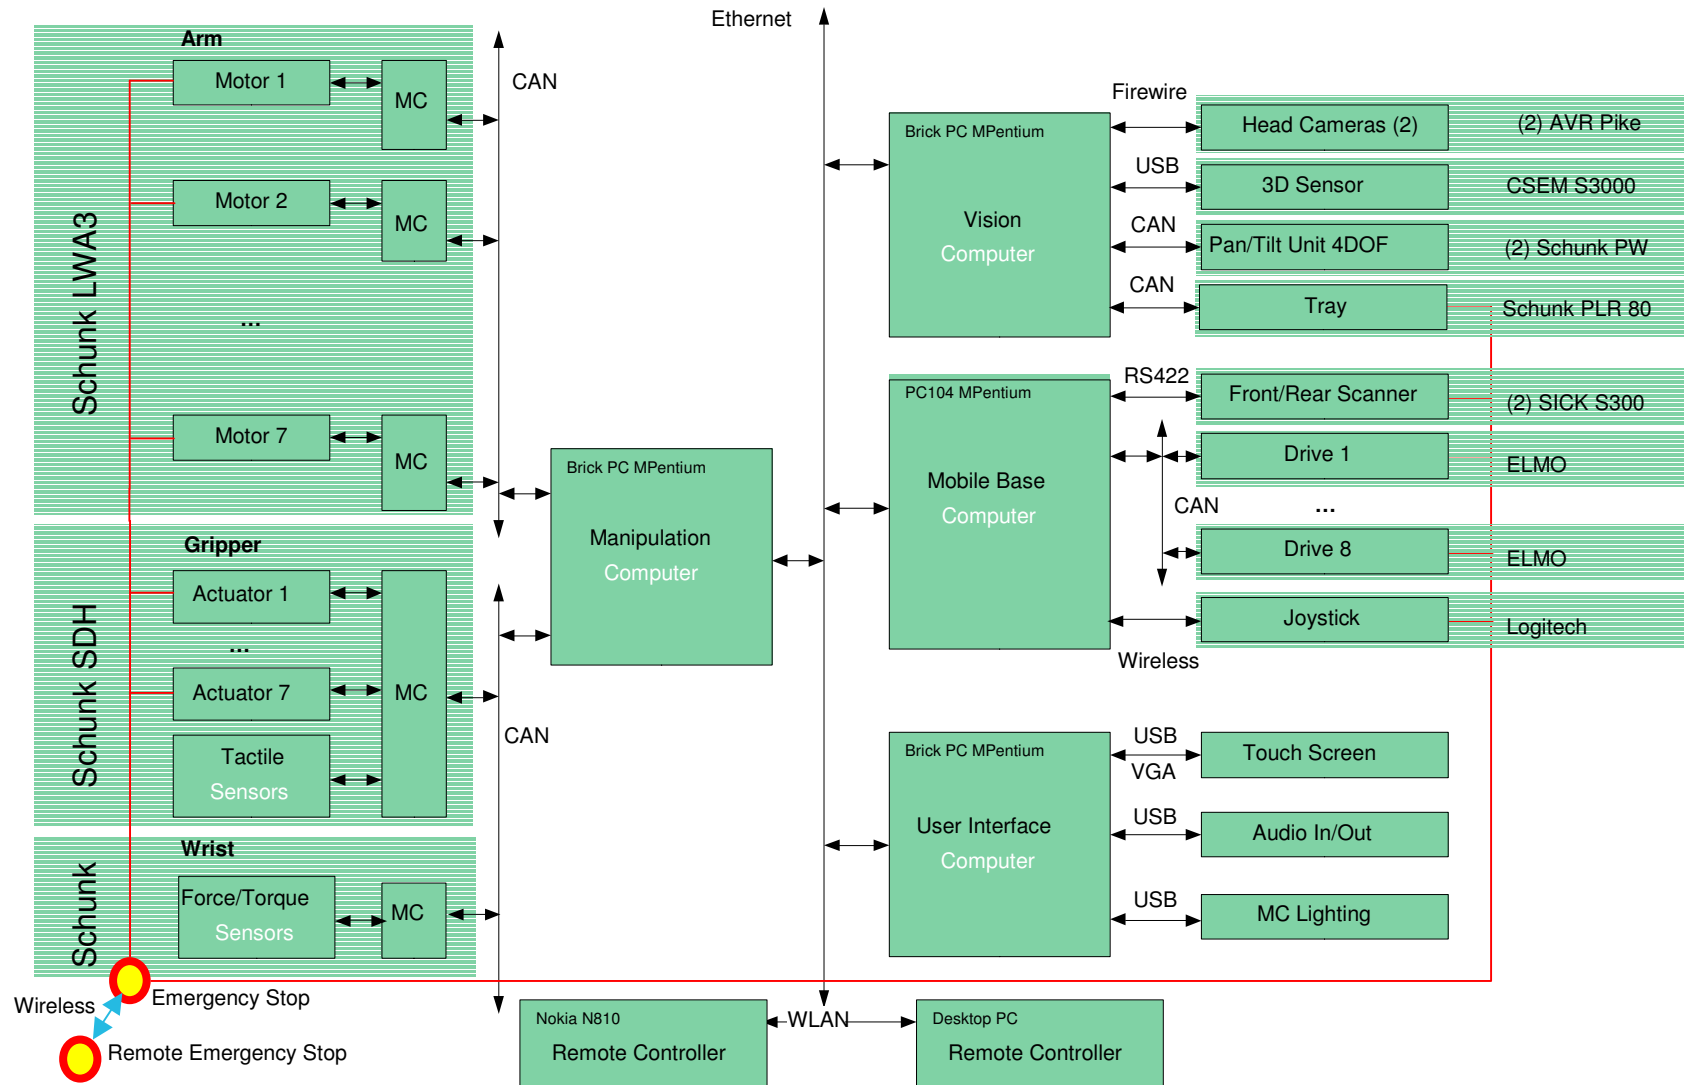 Ethernet
Arm
Motor 1
MC
CAN
Motor 2
MC
...
Motor 7
MC
Schunk LWA3
Gripper
Actuator 1
...
Actuator 7
MC
Tactile
Sensors
Schunk SDH
CAN
Wrist
Force/Torque
Sensors
MC
Schunk
Wireless
Emergency Stop
Remote Emergency Stop
Brick PC MPentium
Manipulation
Computer
Brick PC MPentium
Vision
Computer
Firewire
Head Cameras (2)
(2) AVR Pike
USB
3D Sensor
CSEM S3000
CAN
Pan/Tilt Unit 4DOF
(2) Schunk PW
CAN
Tray
Schunk PLR 80
PC104 MPentium
Mobile Base
Computer
RS422
Front/Rear Scanner
(2) SICK S300
Drive 1
ELMO
CAN
...
Drive 8
ELMO
Joystick
Logitech
Wireless
Brick PC MPentium
User Interface
Computer
USB
VGA
Touch Screen
USB
Audio In/Out
USB
MC Lighting
Nokia N810
Remote Controller
WLAN
Desktop PC
Remote Controller